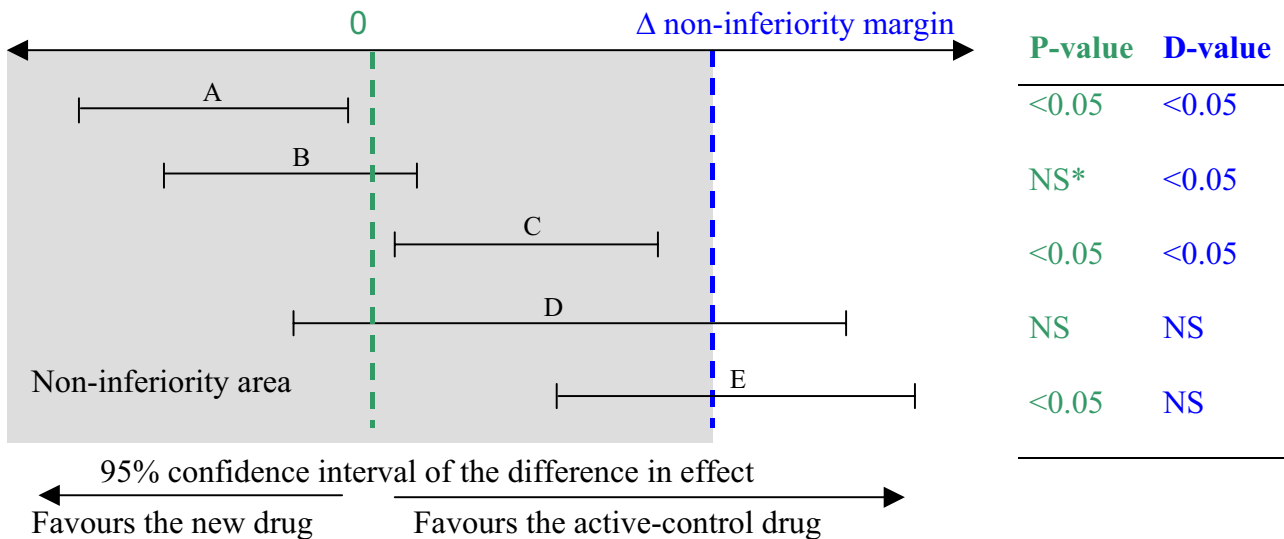 0
Δ non-inferiority margin
P-value D-value
A
<0.05 <0.05
B
NS* <0.05
C
<0.05 <0.05
D
NS NS
Non-inferiority area
E
<0.05 NS
95% confidence interval of the difference in effect
Favours the new drug
Favours the active-control drug